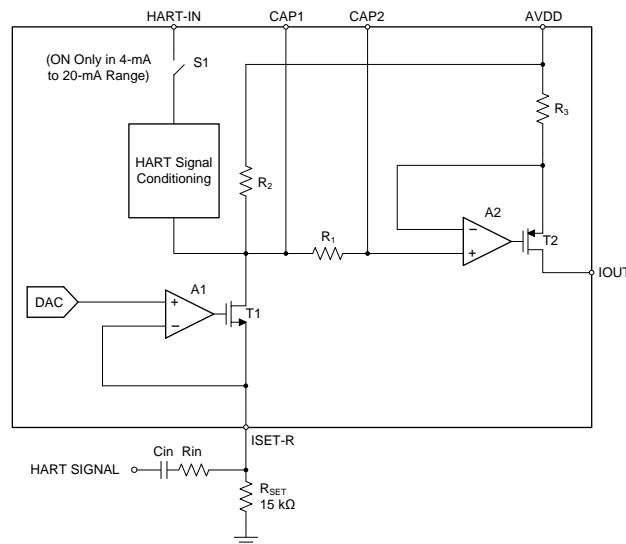 HART-IN CAP1 CAP2 AVDD
(ON Only in 4-mA
to 20-mA Range)
S1
R3
HART Signal
Conditioning
R2
A2
R1
−
+
T2
IOUT
DAC
A1
+
−
T1
ISET-R
Cin Rin
HART SIGNAL
RSET
15 kΩ